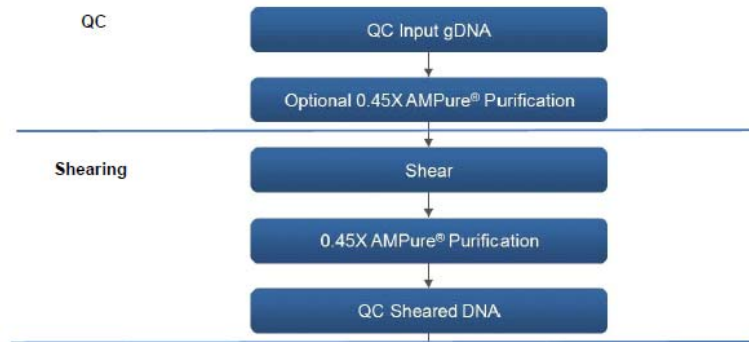 QC
QC Input gDNA
Optional 0.45X AMPure® Purification
Shearing
Shear
0.45X AMPure® Purification
QC Sheared DNA